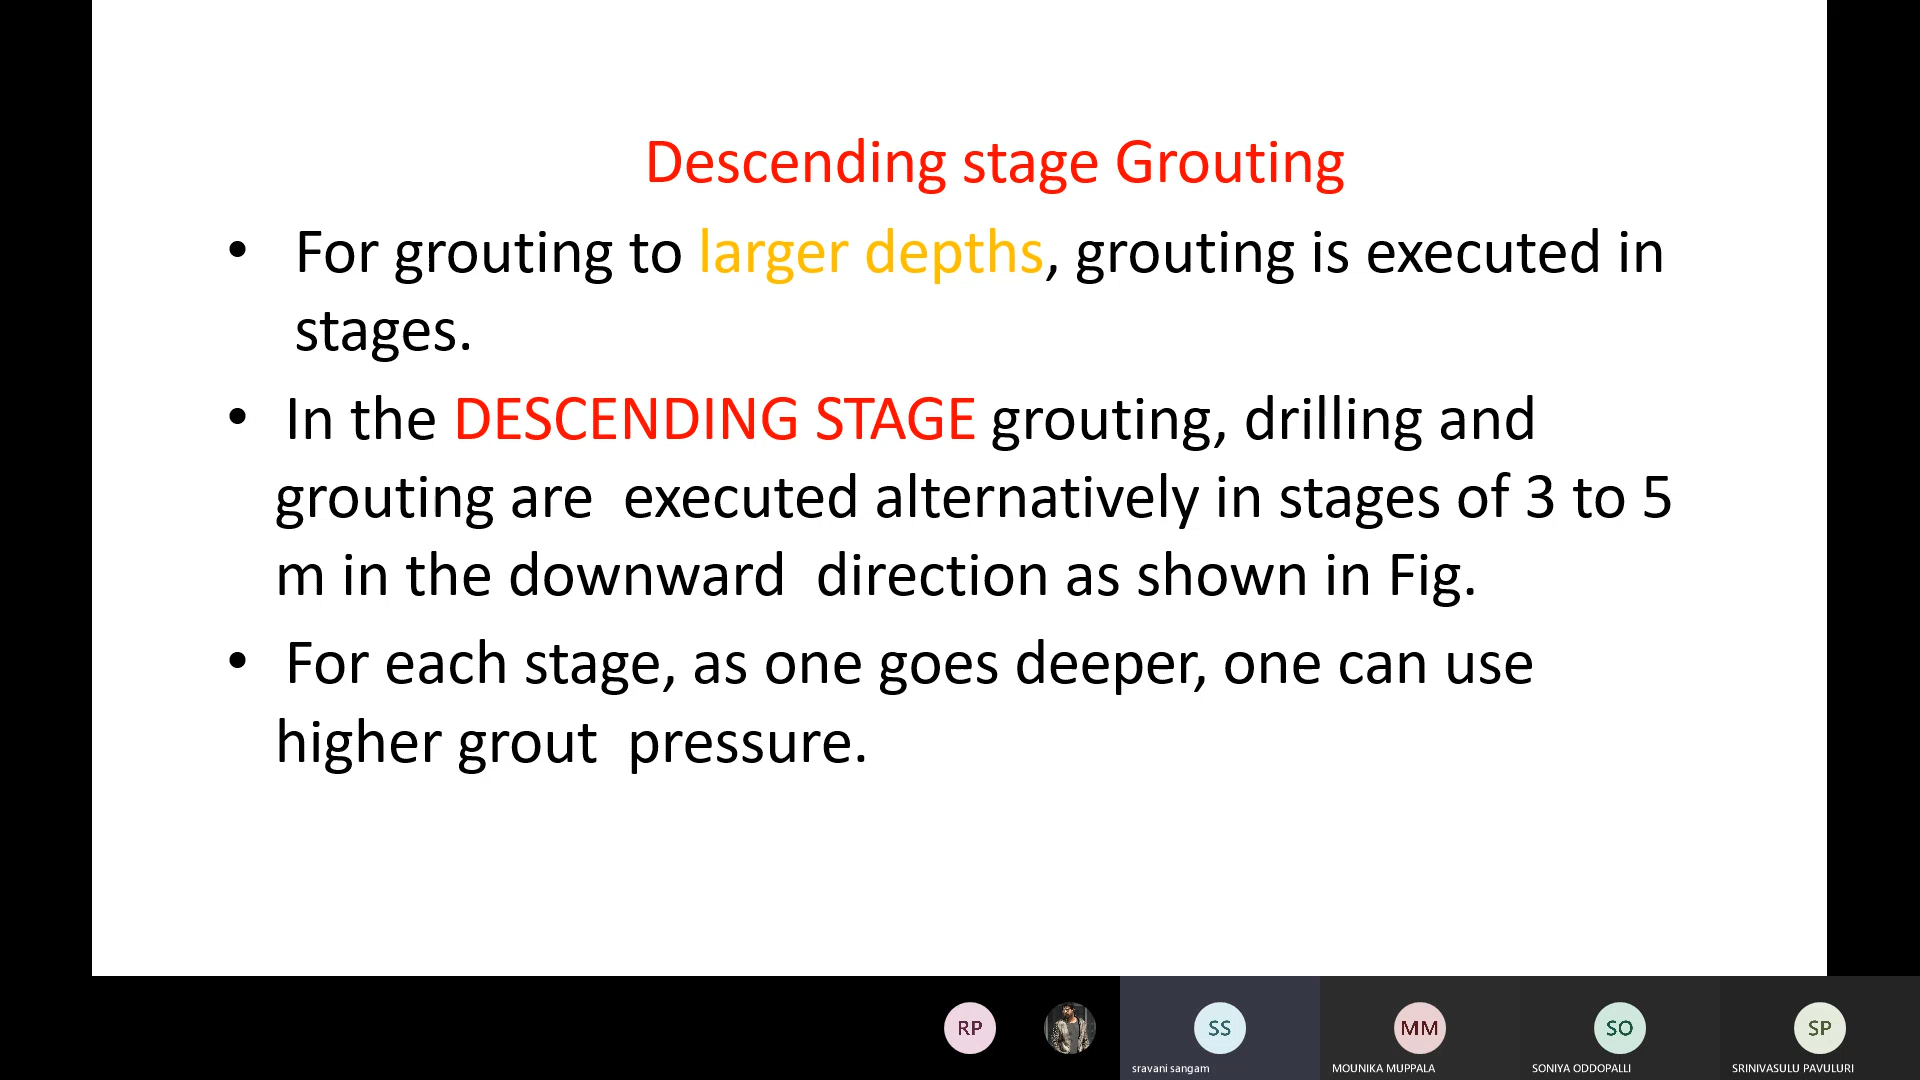 Descending stage Grouting
• For grouting to larger depths, grouting is executed in
stages.
• In the DESCENDING STAGE grouting, drilling and
grouting are executed alternatively in stages of 3 to 5
m in the downward direction as shown in Fig.
• For each stage, as one goes deeper, one can use
higher grout pressure.
RP
SS
MM
SO
SP
sravani sangam
MOUNIKA MUPPALA
SONIYA ODDOPALLI
SRINIVASULU PAVULURI